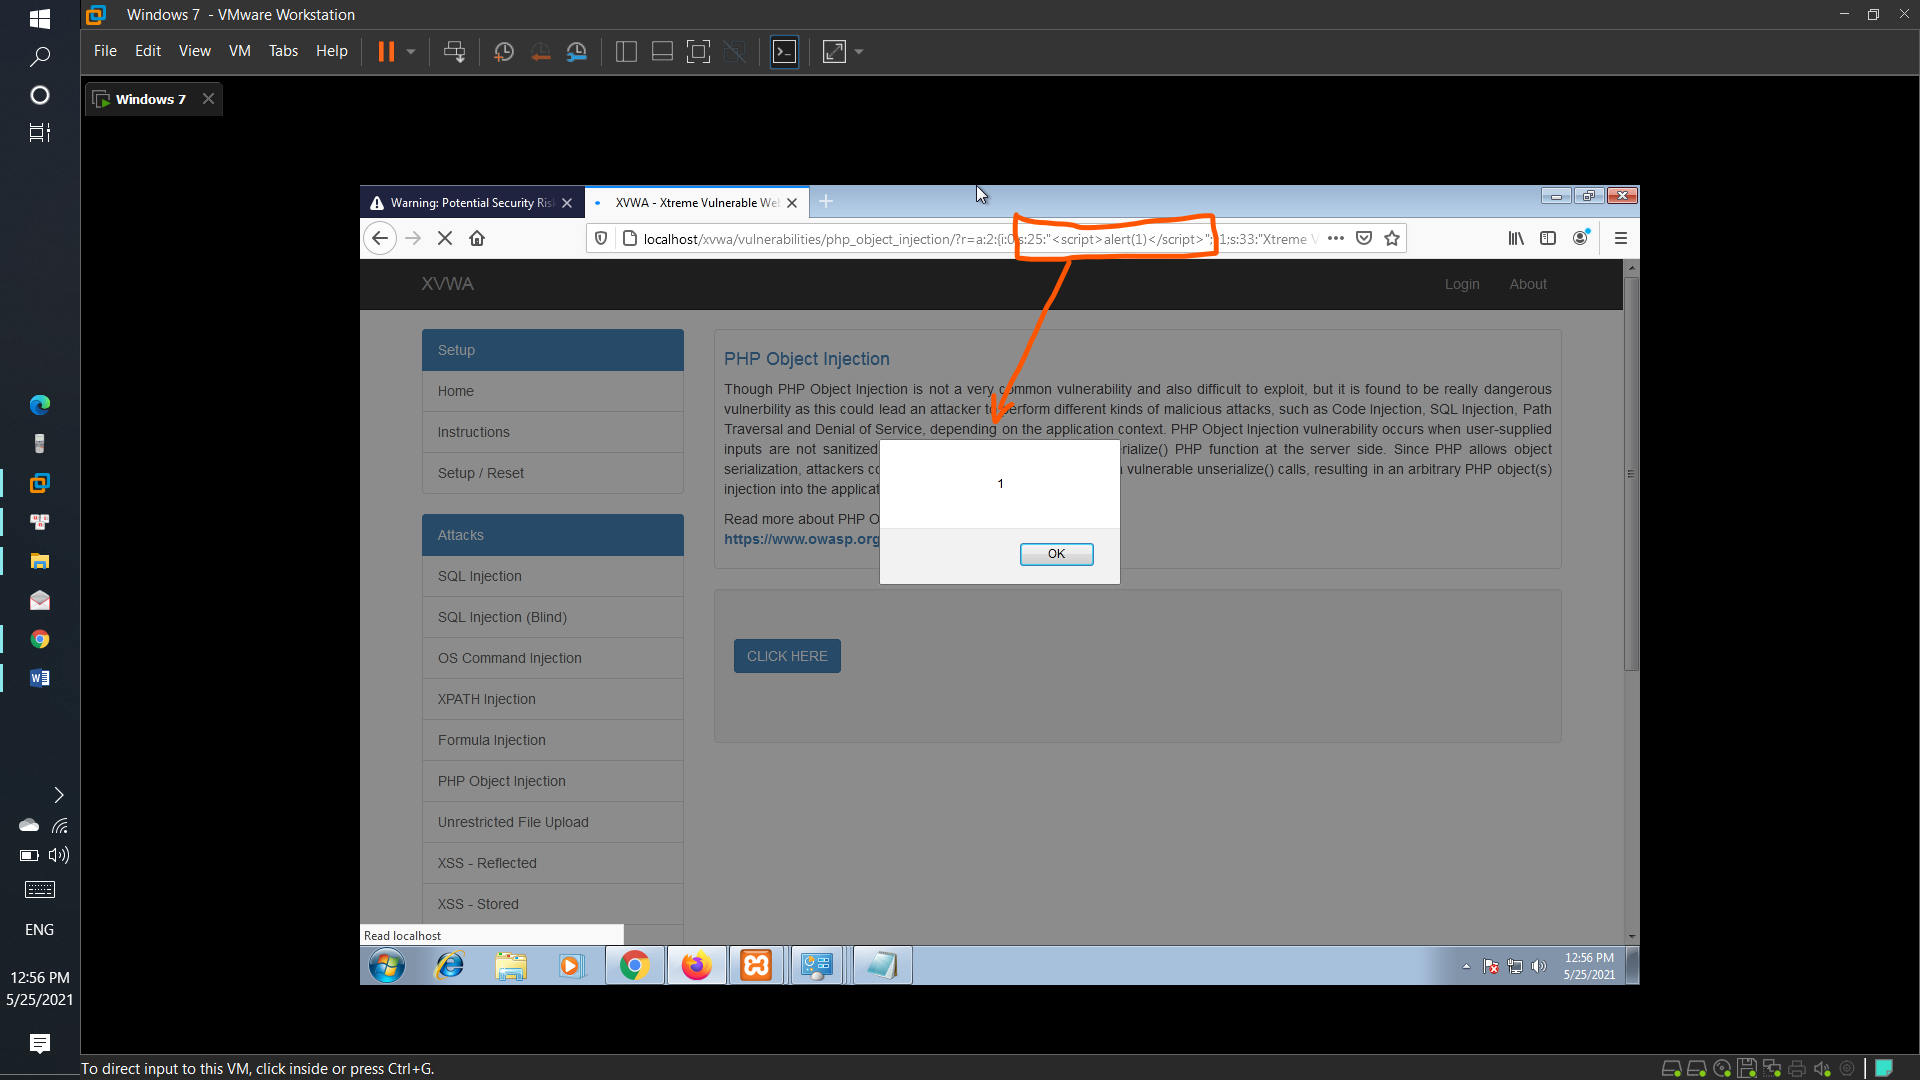 Windows 7 - VMware Workstation
File Edit View VM Tabs Help
Windows 7
Warning: Potential Security Ris
XVWA - Xtreme Vulnerable We
localhost/xvwa/vulnerabilities/php_object_injection/?r=a:2:{i:0;s:25:"<script>alert(1)</script>"; 1;s:33:"Xtreme V
XVWA
Login About
Setup
Home
Instructions
Setup / Reset
Attacks
SQL Injection
SQL Injection (Blind)
OS Command Injection
XPATH Injection
Formula Injection
PHP Object Injection
Unrestricted File Upload
XSS - Reflected
XSS - Stored
PHP Object Injection
Though PHP Object Injection is not a very common vulnerability and also difficult to exploit, but it is found to be really dangerous
vulnerbility as this could lead an attacker to perform different kinds of malicious attacks, such as Code Injection, SQL Injection, Path
Traversal and Denial of Service, depending on the application context. PHP Object Injection vulnerability occurs when user-supplied
inputs are not sanitized rialize() PHP function at the server side. Since PHP allows object
serialization, attackers co vulnerable unserialize() calls, resulting in an arbitrary PHP object(s)
injection into the applicat
Read more about PHP O
https://www.owasp.org
1
OK
CLICK HERE
Read localhost
12:56 PM
5/25/2021
ENG
12:56 PM
5/25/2021
To direct input to this VM, click inside or press Ctrl+G.